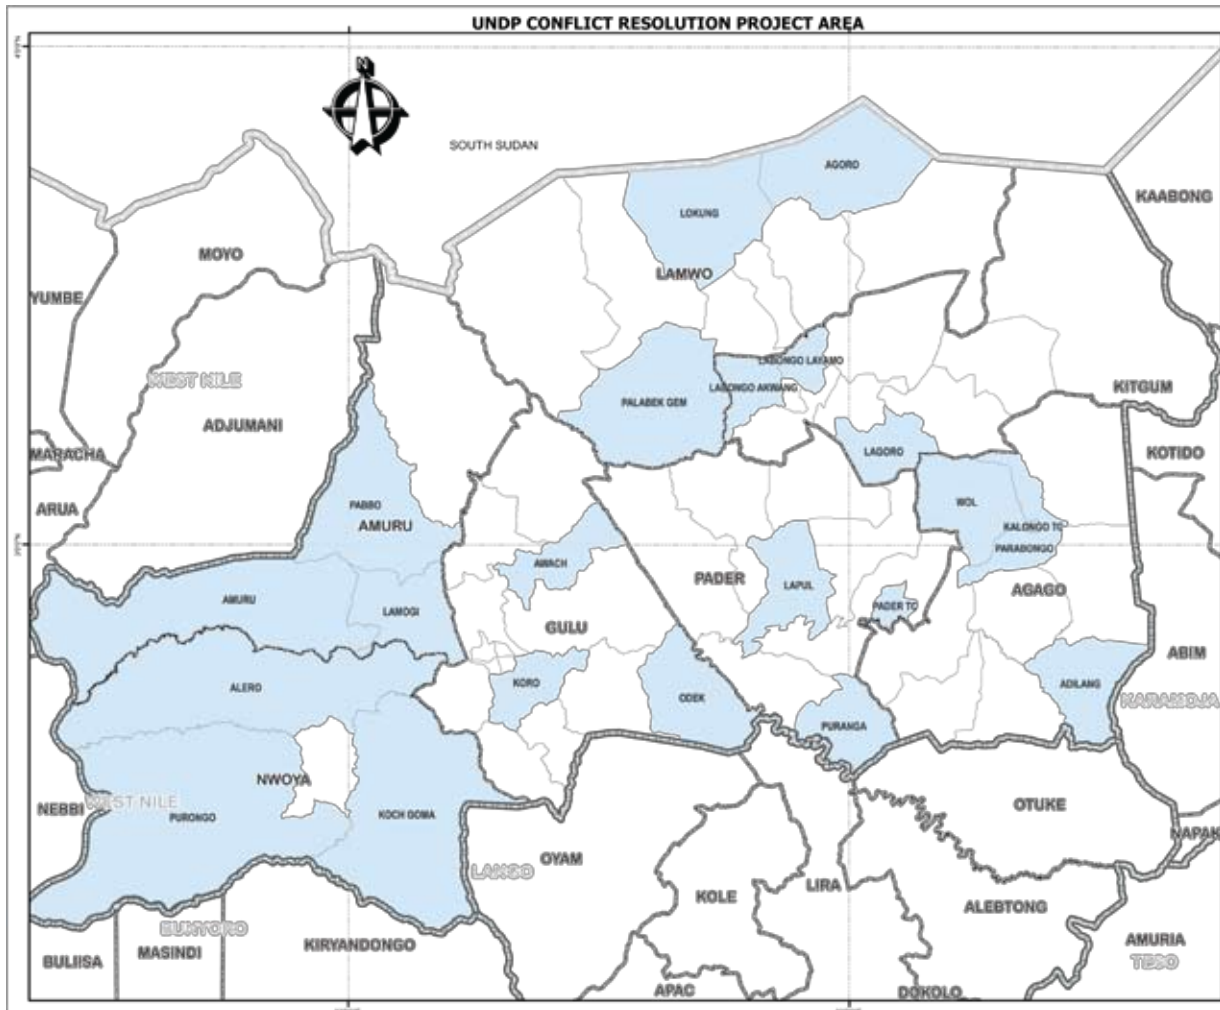 UNDP CONFLICT RESOLUTION PROJECT AREA
N
SOUTH SUDAN
AGORO
KAABONG
LOKUNG
MOYO
LAMWO
YUMBE
LABONGO LAYAMO
WEST NILE
LABONGO AKWANG
KITGUM
PALABEK GEM
ADJUMANI
MARACHA
LAGORO
KOTIDO
ARUA
PABBO
WOL
AMURU
KALONGO TC
PARABONGO
AWACH
PADER
LAPUL
AGAGO
AMURU
LAMOGI
PADER TC
GULU
ABIM
KORO
ADILANG
ALERO
ODEK
KARAMOJA
PURANGA
NWOYA
NEBBI
WEST NILE
OTUKE
PURONGO
KOCH GOMA
NAPAK
OYAM
LANGO
LIRA
KOLE
ALEBTONG
BUNYORO
KIRYANDONGO
AMURIA
MASINDI
BULIISA
TESO
APAC
DOKOLO